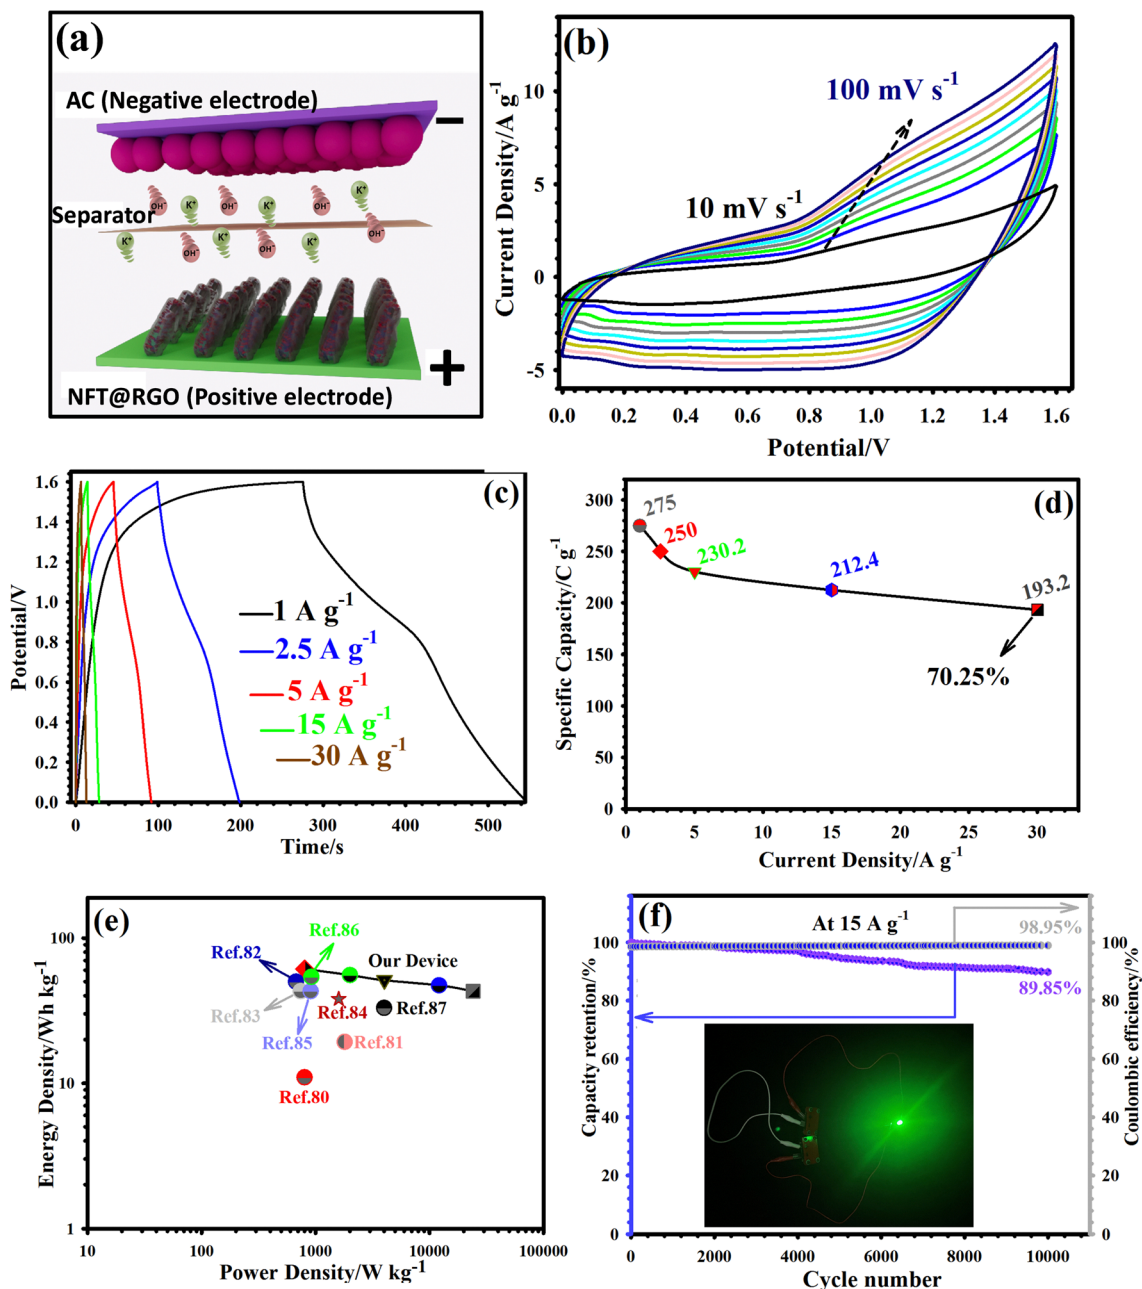 (a)
AC (Negative electrode)
−
OH⁻
K⁺
OH⁻
K⁺
OH⁻
K⁺
Separator
K⁺
OH⁻
K⁺
OH⁻
K⁺
OH⁻
+
NFT@RGO (Positive electrode)
(b)
100 mV s⁻¹
10 mV s⁻¹
Current Density/A g⁻¹
10
5
0
-5
0.0 0.2 0.4 0.6 0.8 1.0 1.2 1.4 1.6
Potential/V
(c)
1 A g⁻¹
2.5 A g⁻¹
5 A g⁻¹
15 A g⁻¹
30 A g⁻¹
Potential/V
1.6
1.4
1.2
1.0
0.8
0.6
0.4
0.2
0.0
0 100 200 300 400 500
Time/s
(d)
275
250
230.2
212.4
193.2
70.25%
Specific Capacity/C g⁻¹
300
250
200
150
100
50
0
0 5 10 15 20 25 30
Current Density/A g⁻¹
(e)
Ref.86
Ref.82
Our Device
Ref.83
Ref.84
Ref.87
Ref.85
Ref.81
Ref.80
Energy Density/Wh kg⁻¹
100
10
1
10 100 1000 10000 100000
Power Density/W kg⁻¹
(f)
At 15 A g⁻¹
98.95%
89.85%
Capacity retention/%
100
80
60
40
20
0
Coulombic efficiency/%
100
80
60
40
20
0
0 2000 4000 6000 8000 10000
Cycle number